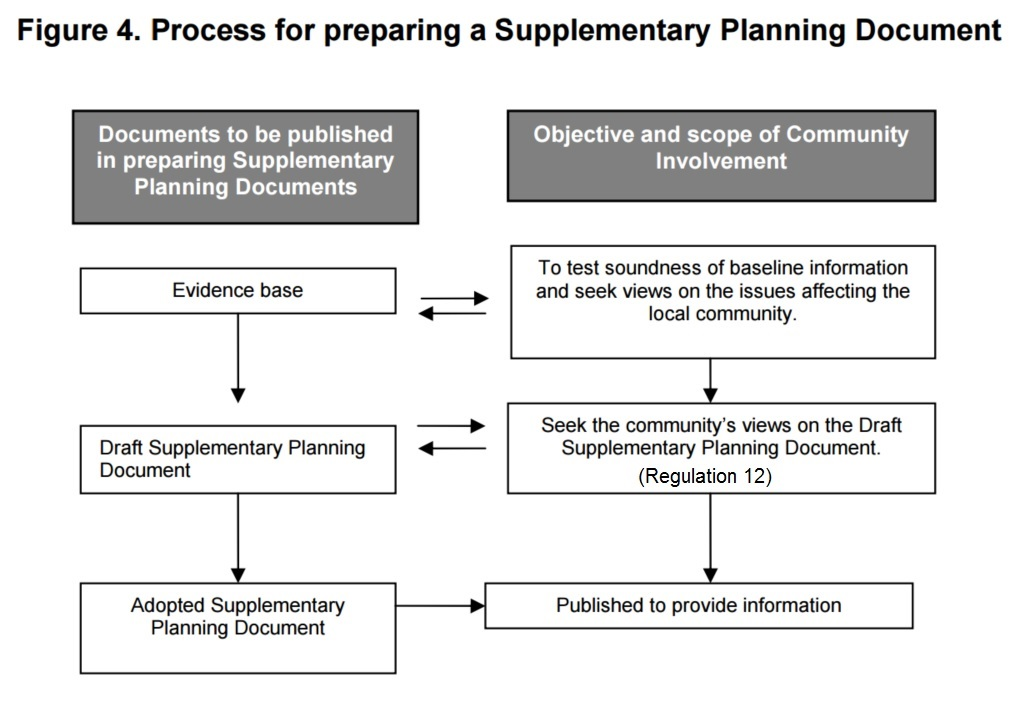 Figure 4. Process for preparing a Supplementary Planning Document
Documents to be published
in preparing Supplementary
Planning Documents
Objective and scope of Community
Involvement
Evidence base
To test soundness of baseline information
and seek views on the issues affecting the
local community.
Draft Supplementary Planning
Document
Seek the community's views on the Draft
Supplementary Planning Document.
(Regulation 12)
Adopted Supplementary
Planning Document
Published to provide information